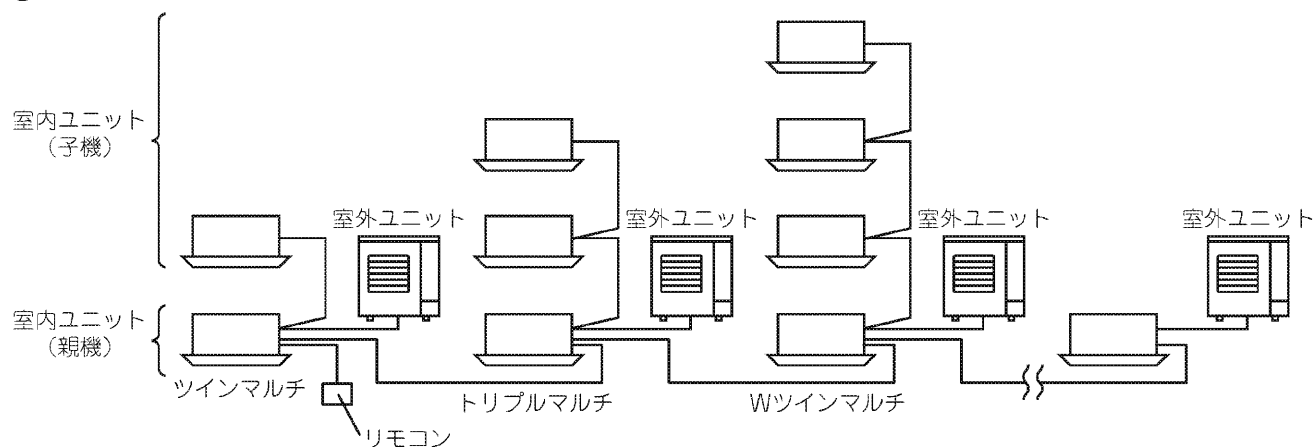 室内ユニット
(子機)
室外ユニット
室外ユニット
室外ユニット
室外ユニット
室内ユニット
(親機)
ツインマルチ
トリプルマルチ
Wツインマルチ
リモコン